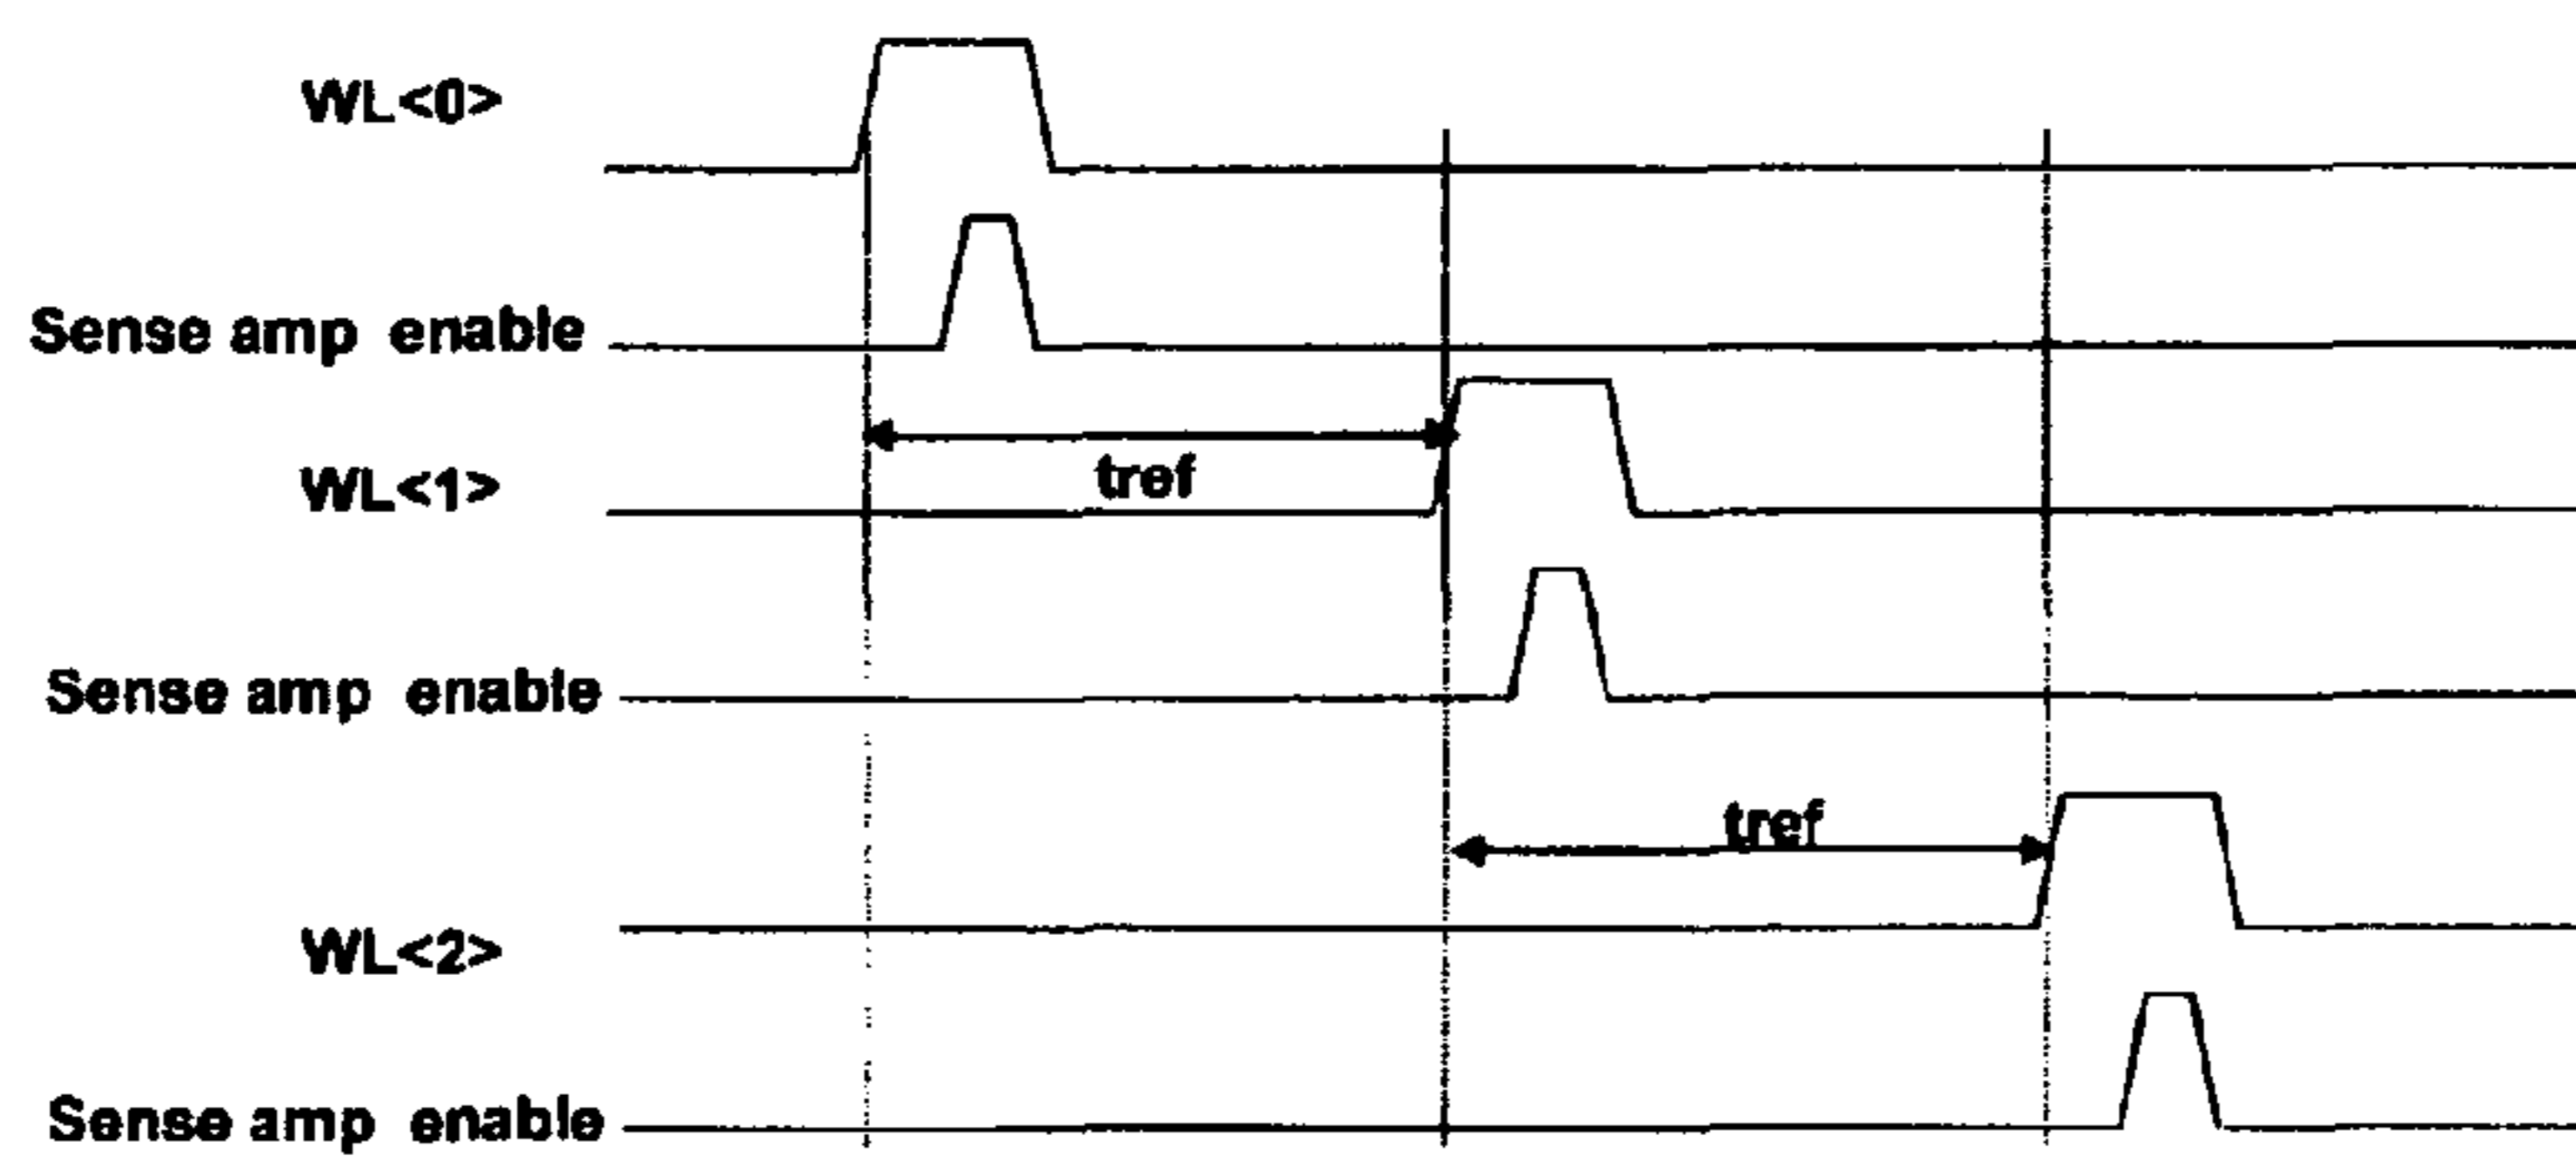 WL<0>
Sense amp enable
tref
WL<1>
Sense amp enable
tref
WL<2>
Sense amp enable